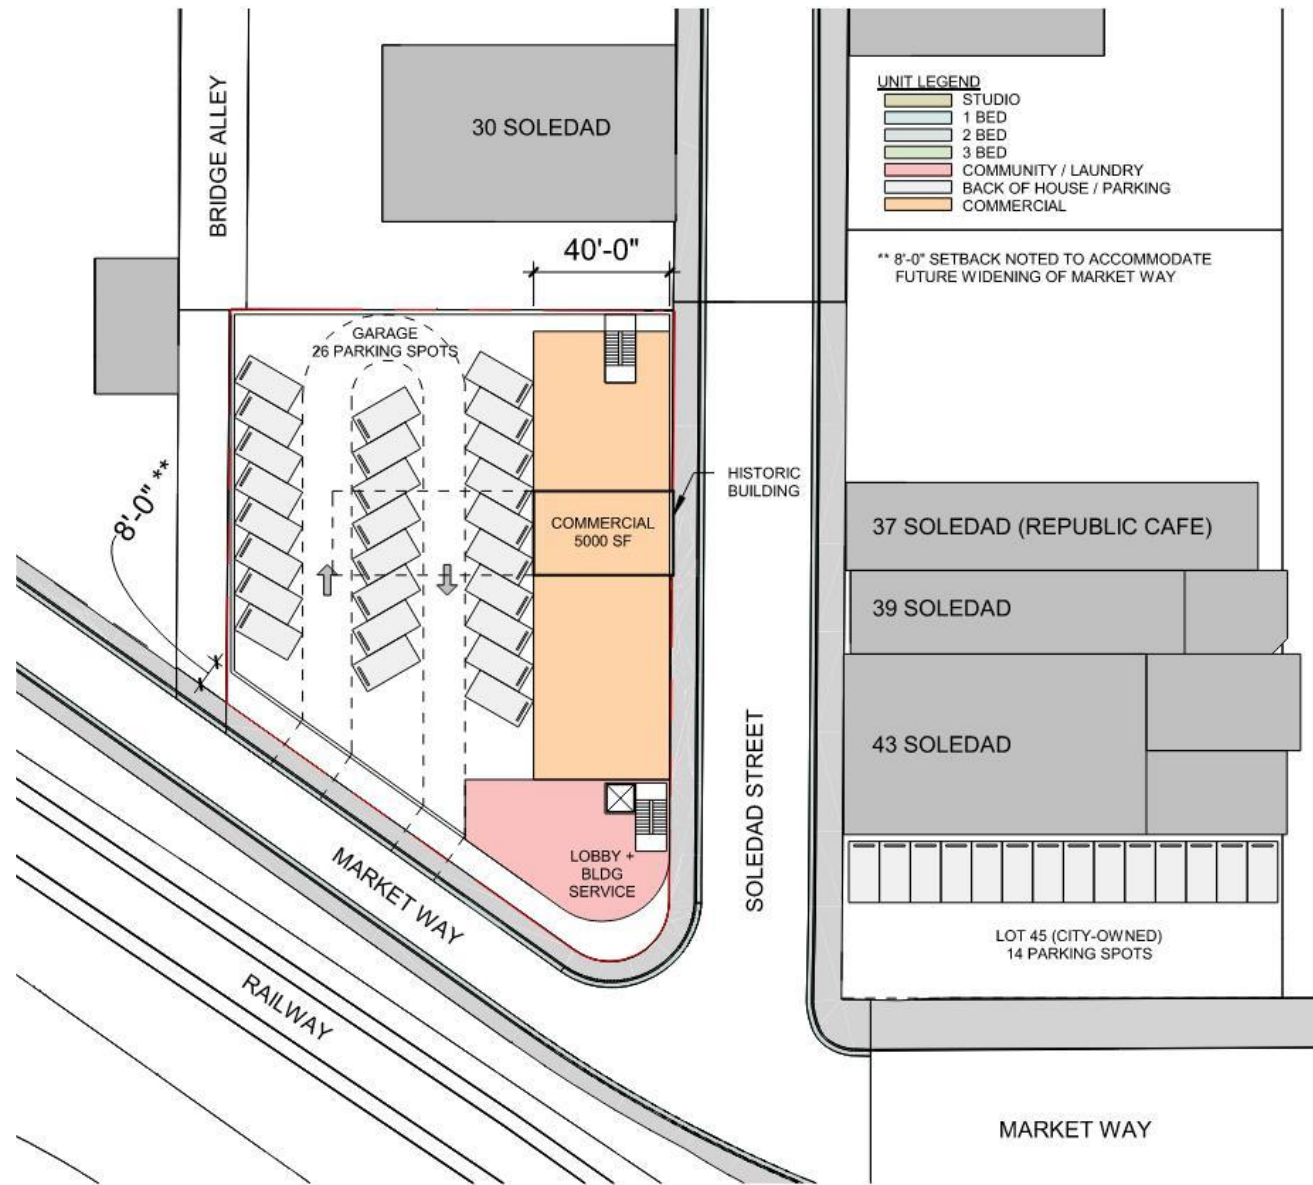 BRIDGE ALLEY
30 SOLEDAD
UNIT LEGEND
STUDIO
1 BED
2 BED
3 BED
COMMUNITY / LAUNDRY
BACK OF HOUSE / PARKING
COMMERCIAL
** 8'-0" SETBACK NOTED TO ACCOMMODATE
FUTURE WIDENING OF MARKET WAY
40'-0"
GARAGE
26 PARKING SPOTS
8'-0" **
HISTORIC
BUILDING
COMMERCIAL
5000 SF
37 SOLEDAD (REPUBLIC CAFE)
39 SOLEDAD
43 SOLEDAD
SOLEDAD STREET
LOBBY +
BLDG
SERVICE
MARKET WAY
RAILWAY
LOT 45 (CITY-OWNED)
14 PARKING SPOTS
MARKET WAY